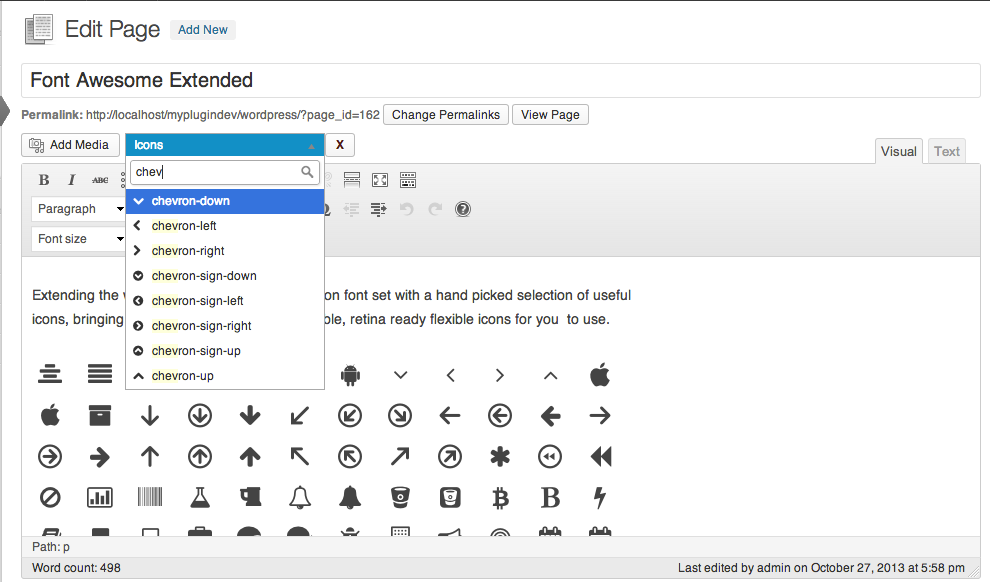 Edit Page Add New
Font Awesome Extended
Permalink: http://localhost/myplugindev/wordpress/?page_id=162 Change Permalinks View Page
Add Media Icons X Visual Text
chev
B I ABC
chevron-down
Paragraph
chevron-left
Font size
chevron-right
chevron-sign-down
Extending the on font set with a hand picked selection of useful
chevron-sign-left
icons, bringing ble, retina ready flexible icons for you to use.
chevron-sign-right
chevron-sign-up
chevron-up
Path: p
Word count: 498 Last edited by admin on October 27, 2013 at 5:58 pm